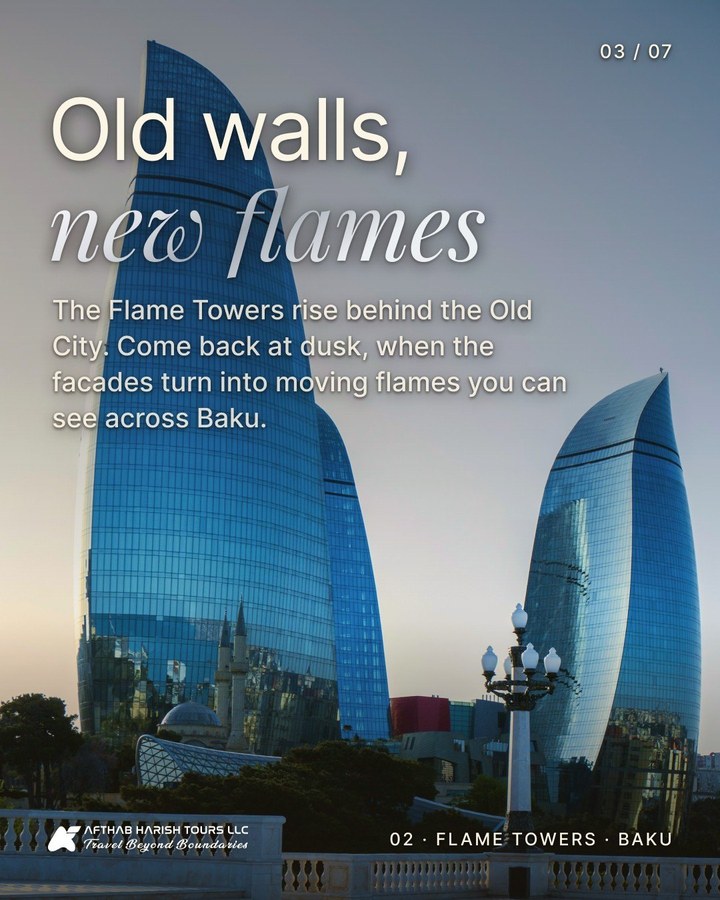 03 / 07
Old walls,
new flames
The Flame Towers rise behind the Old
City. Come back at dusk, when the
facades turn into moving flames you can
see across Baku.
AFTHAB HARISH TOURS LLC
Travel Beyond Boundaries
02 · FLAME TOWERS · BAKU